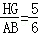 HG/AB = 5/6